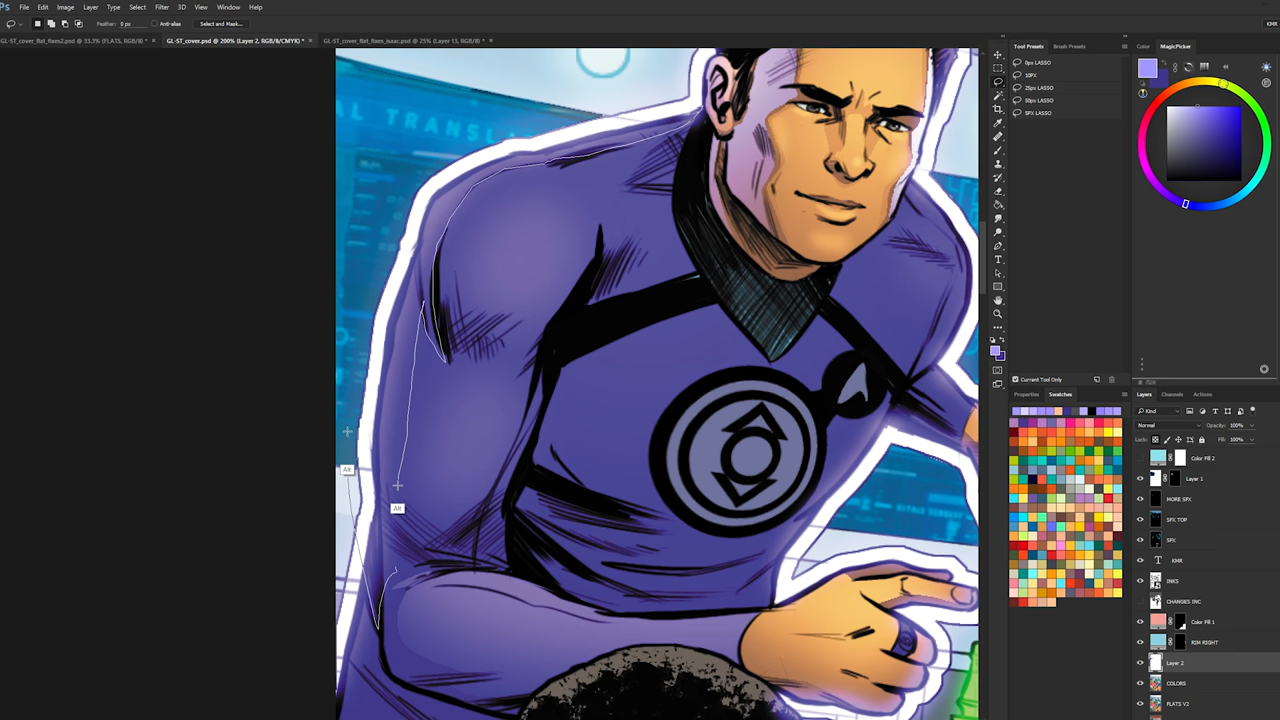 Ps File Edit Image Layer Type Select Filter 3D View Window Help
Feather: 0 px Anti-alias Select and Mask...
KMR
GL-ST_cover_flat_fixes2.psd @ 33.3% (FLATS, RGB/8) * ×
GL-ST_cover.psd @ 200% (Layer 2, RGB/8/CMYK) * ×
GL-ST_cover_flat_fixes_isaac.psd @ 25% (Layer 13, RGB/8) * ×
Tool Presets Brush Presets
0px LASSO
10PX
25px LASSO
50px LASSO
5PX LASSO
Current Tool Only
Color MagicPicker
Properties Swatches
Layers Channels Actions
Kind
Normal Opacity: 100%
Lock: Fill: 100%
Color Fill 2
Layer 1
MORE SFX
SFX TOP
SFX
T KMR
INKS
CHANGES INC
Color Fill 1
RIM RIGHT
Layer 2
COLORS
FLATS V2
L TRANSL
Alt
Alt